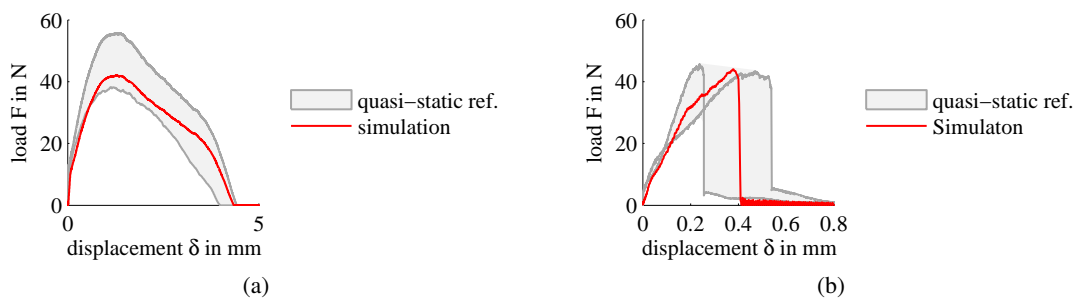 60
40
20
0
load F in N
0
5
displacement δ in mm
quasi−static ref.
simulation
(a)
60
40
20
0
load F in N
0
0.2
0.4
0.6
0.8
displacement δ in mm
quasi−static ref.
Simulaton
(b)